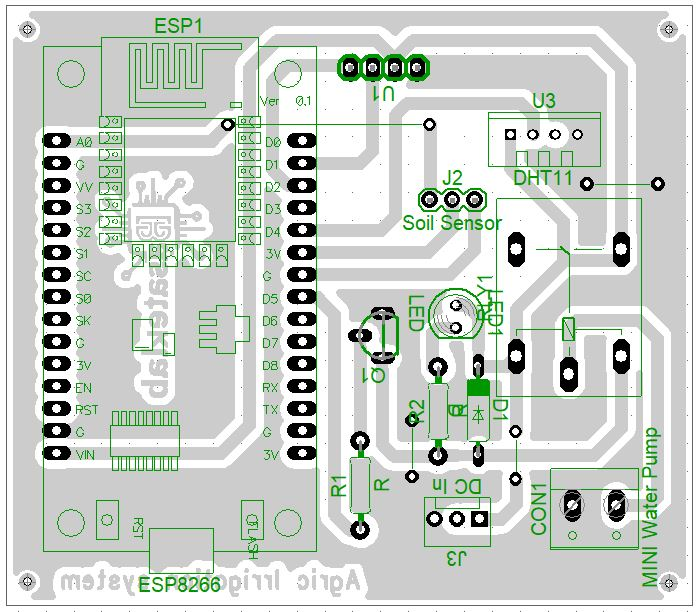 ESP1
Ver 0.1
U1
U3
DHT11
J2
Soil Sensor
A0
G
VV
S3
S2
S1
SC
S0
SK
G
3V
EN
RST
G
VIN
D0
D1
D2
D3
D4
3V
G
D5
D6
D7
D8
RX
TX
G
3V
saterlab
LED
LED1
Q1
R2
D1
R1
R
DC In
J3
CON1
MINI Water Pump
RST
FLASH
ESP8266
Agric Irrigation system